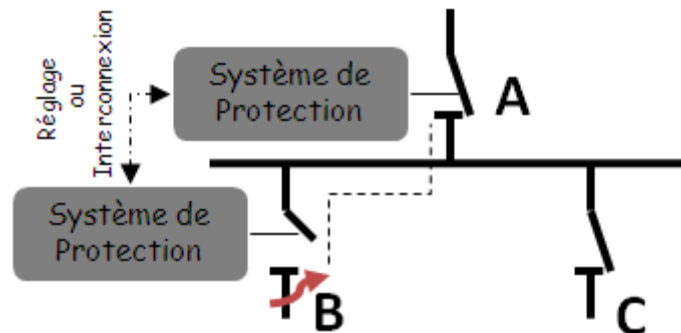 Réglage
ou
Interconnexion
Système de
Protection
A
Système de
Protection
B
C